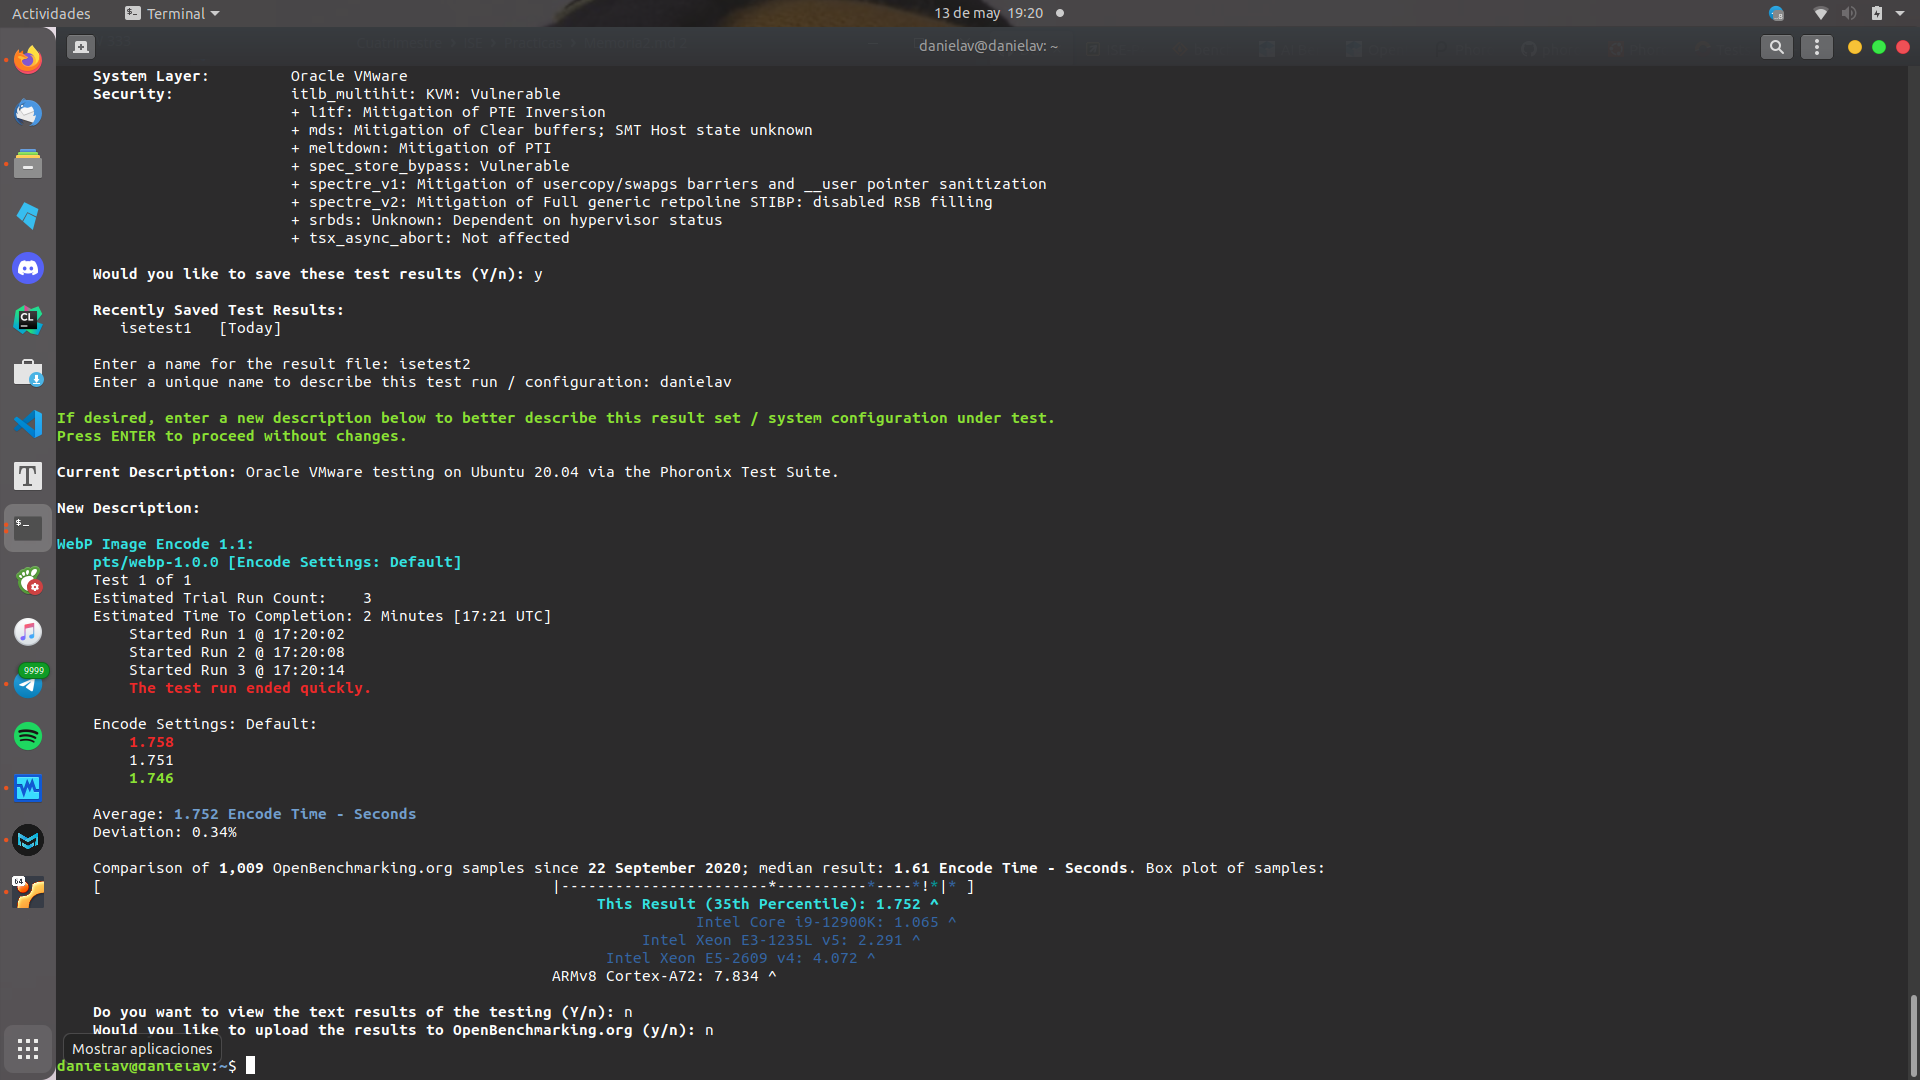 Actividades
Terminal
13 de may 19:20
danielav@danielav: ~
System Layer: Oracle VMware
Security: itlb_multihit: KVM: Vulnerable
+ l1tf: Mitigation of PTE Inversion
+ mds: Mitigation of Clear buffers; SMT Host state unknown
+ meltdown: Mitigation of PTI
+ spec_store_bypass: Vulnerable
+ spectre_v1: Mitigation of usercopy/swapgs barriers and __user pointer sanitization
+ spectre_v2: Mitigation of Full generic retpoline STIBP: disabled RSB filling
+ srbds: Unknown: Dependent on hypervisor status
+ tsx_async_abort: Not affected
Would you like to save these test results (Y/n): y
Recently Saved Test Results:
isetest1 [Today]
Enter a name for the result file: isetest2
Enter a unique name to describe this test run / configuration: danielav
If desired, enter a new description below to better describe this result set / system configuration under test.
Press ENTER to proceed without changes.
Current Description: Oracle VMware testing on Ubuntu 20.04 via the Phoronix Test Suite.
New Description:
WebP Image Encode 1.1:
pts/webp-1.0.0 [Encode Settings: Default]
Test 1 of 1
Estimated Trial Run Count: 3
Estimated Time To Completion: 2 Minutes [17:21 UTC]
Started Run 1 @ 17:20:02
Started Run 2 @ 17:20:08
Started Run 3 @ 17:20:14
The test run ended quickly.
Encode Settings: Default:
1.758
1.751
1.746
Average: 1.752 Encode Time - Seconds
Deviation: 0.34%
Comparison of 1,009 OpenBenchmarking.org samples since 22 September 2020; median result: 1.61 Encode Time - Seconds. Box plot of samples:
[ |-----------------------*----------*----*!*|* ]
This Result (35th Percentile): 1.752 ^
Intel Core i9-12900K: 1.065 ^
Intel Xeon E3-1235L v5: 2.291 ^
Intel Xeon E5-2609 v4: 4.072 ^
ARMv8 Cortex-A72: 7.834 ^
Do you want to view the text results of the testing (Y/n): n
Would you like to upload the results to OpenBenchmarking.org (y/n): n
Mostrar aplicaciones
danielav@danielav:~$
CL
T
$_
9999
64